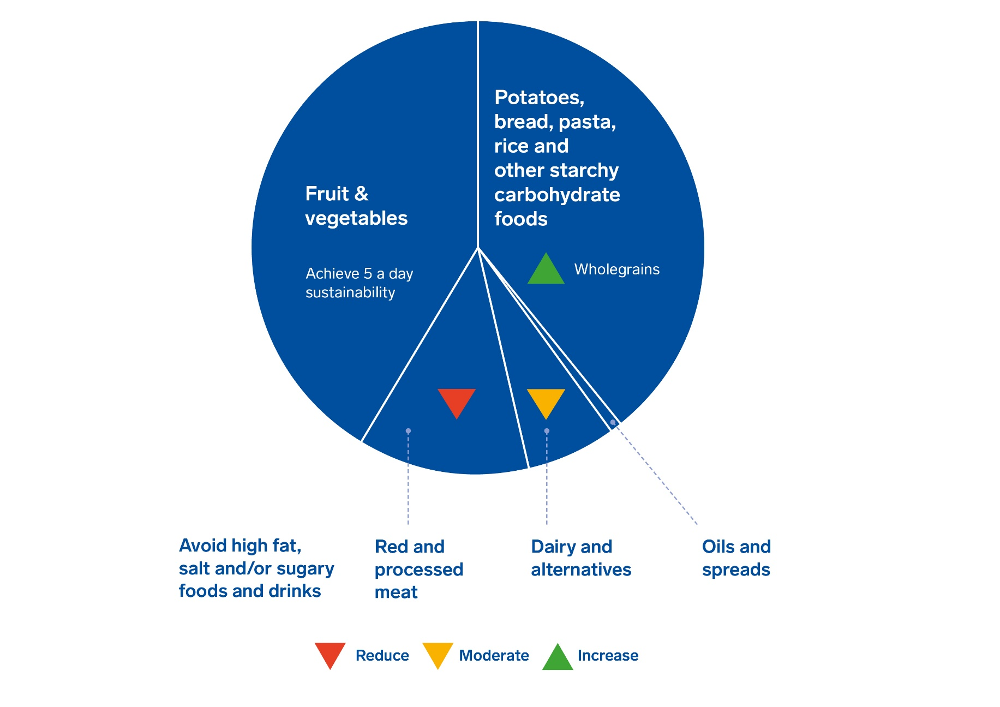 Potatoes,
bread, pasta,
rice and
other starchy
carbohydrate
foods
Wholegrains
Fruit &
vegetables
Achieve 5 a day
sustainability
Avoid high fat,
salt and/or sugary
foods and drinks
Red and
processed
meat
Dairy and
alternatives
Oils and
spreads
Reduce
Moderate
Increase